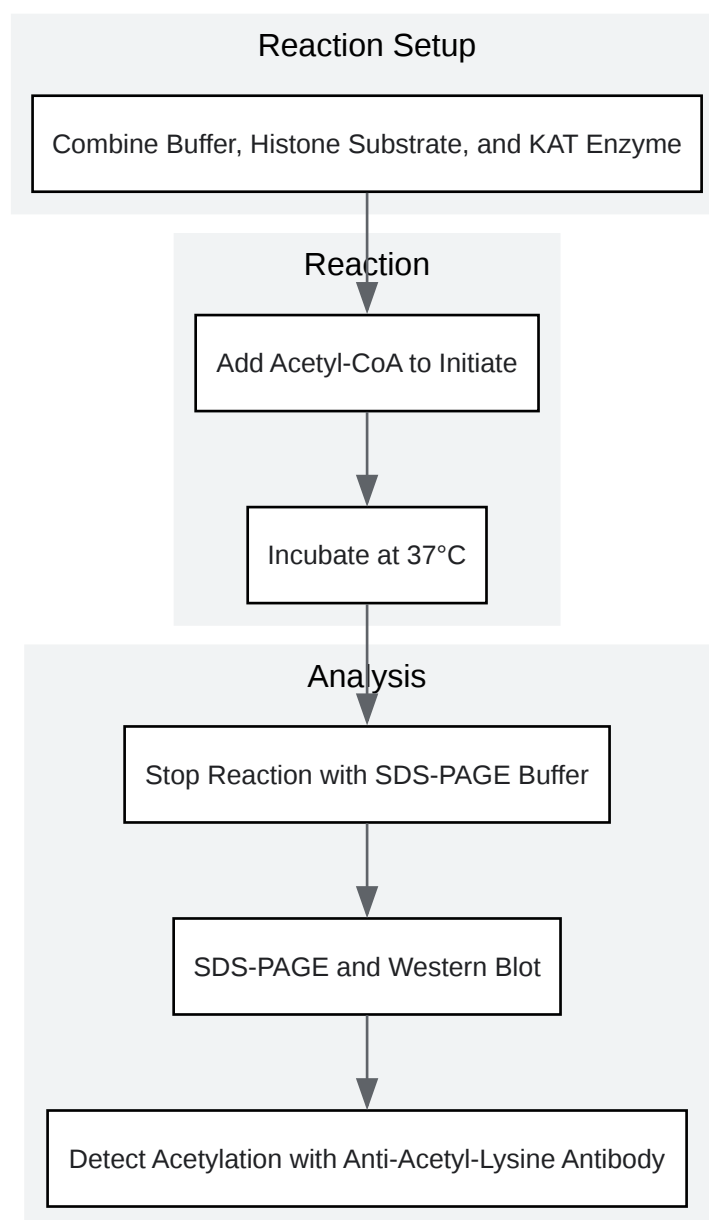 Reaction Setup
Combine Buffer, Histone Substrate, and KAT Enzyme
Reaction
Add Acetyl-CoA to Initiate
Incubate at 37°C
Analysis
Stop Reaction with SDS-PAGE Buffer
SDS-PAGE and Western Blot
Detect Acetylation with Anti-Acetyl-Lysine Antibody